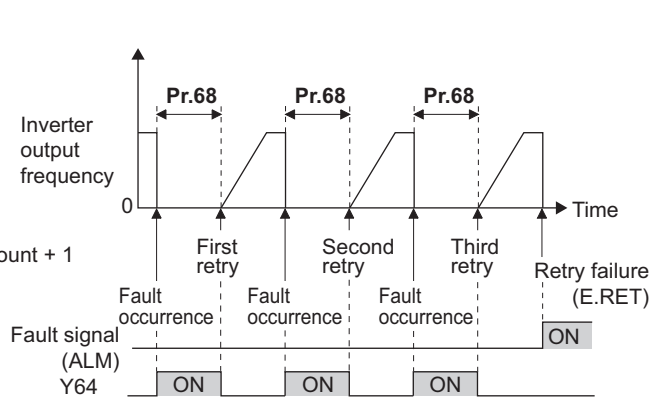 Pr.68 Pr.68 Pr.68
Inverter
output
frequency
0
Time
ount + 1
First
retry
Second
retry
Third
retry
Retry failure
(E.RET)
Fault
occurrence
Fault
occurrence
Fault
occurrence
Fault signal
(ALM)
ON
Y64
ON ON ON